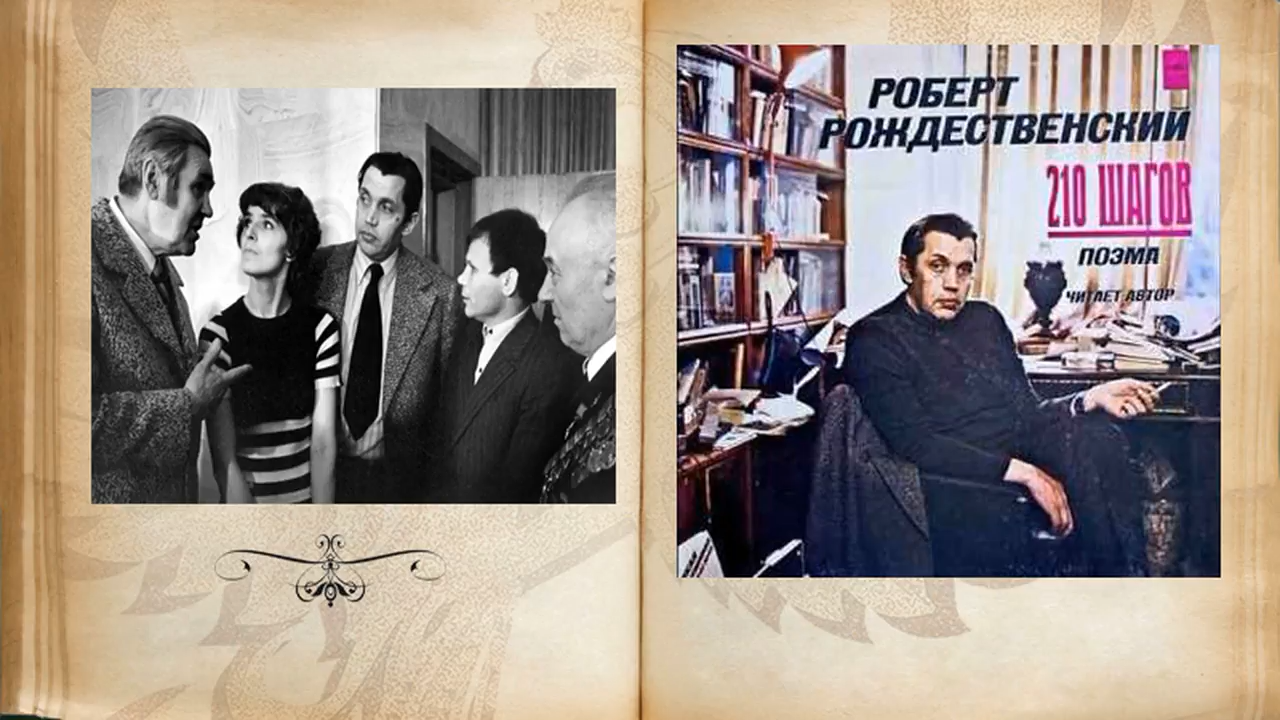 РОБЕРТ
РОЖДЕСТВЕНСКИЙ
210 ШАГОВ
ПОЭМА
ЧИТАЕТ АВТОР